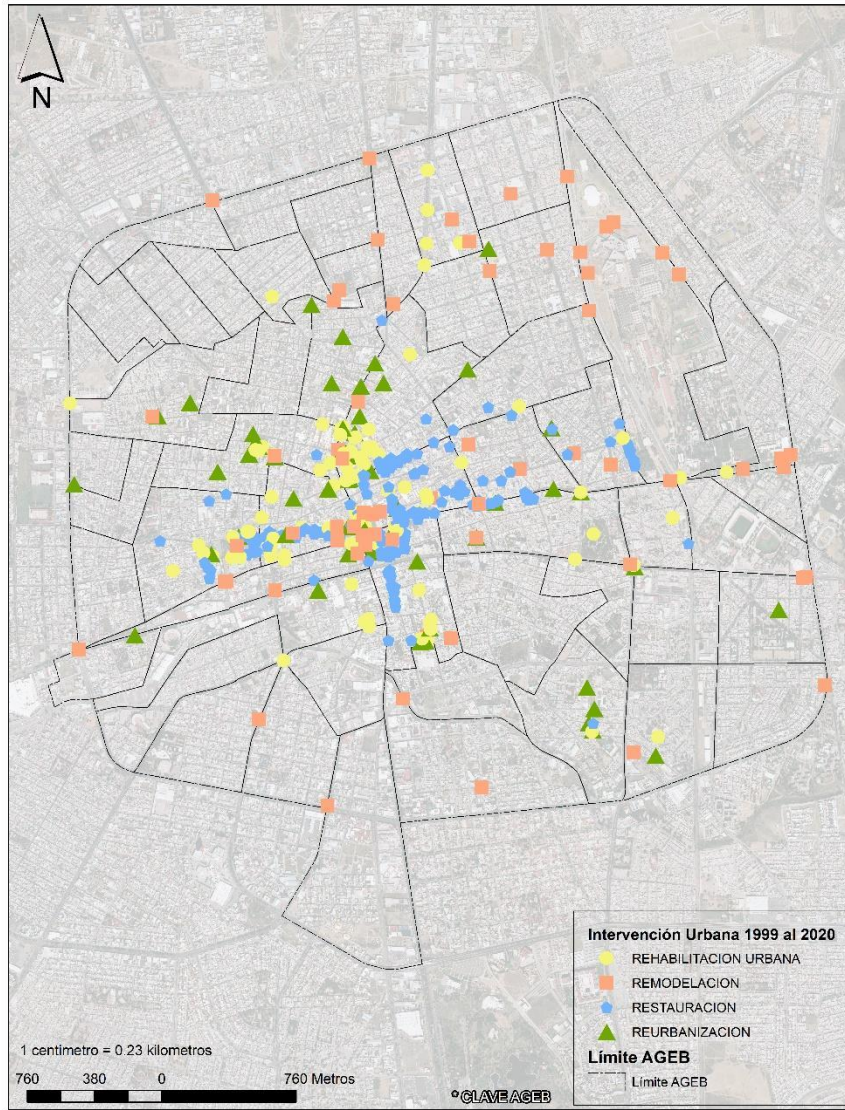 N
Intervención Urbana 1999 al 2020
REHABILITACION URBANA
REMODELACION
RESTAURACION
REURBANIZACION
Límite AGEB
Límite AGEB
1 centimetro = 0.23 kilometros
760 380 0 760 Metros
CLAVE AGEB